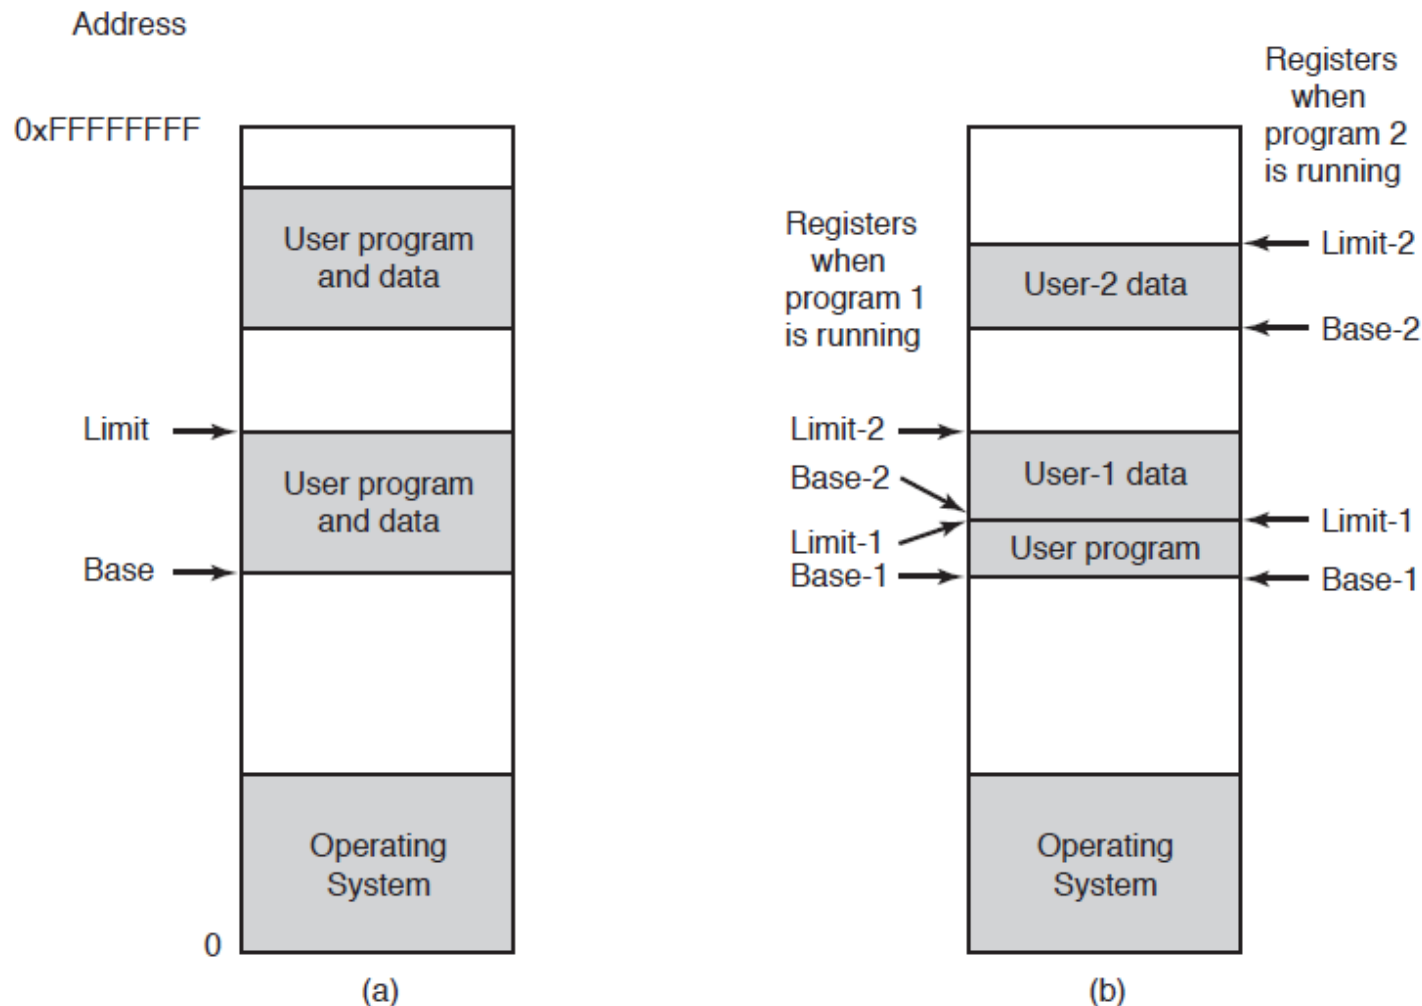 Address
0xFFFFFFFF
User program
and data
Limit
User program
and data
Base
Operating
System
0
(a)
Registers
when
program 1
is running
Limit-2
Base-2
Limit-1
Base-1
User-2 data
User-1 data
User program
Operating
System
(b)
Registers
when
program 2
is running
Limit-2
Base-2
Limit-1
Base-1